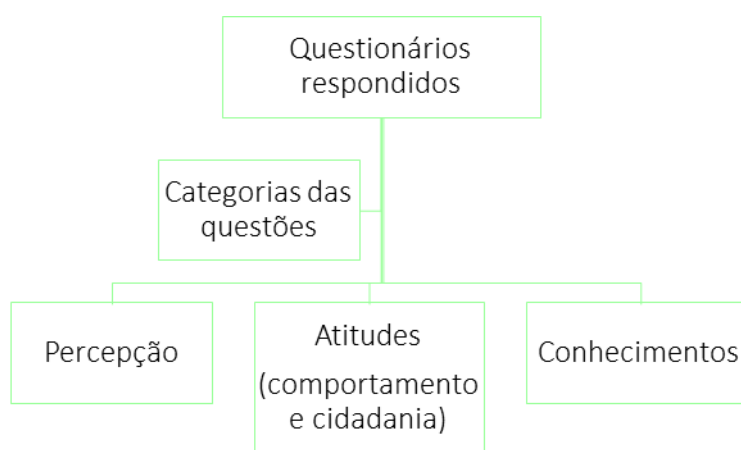 Questionários
respondidos
Categorias das
questões
Percepção
Atitudes
(comportamento
e cidadania)
Conhecimentos